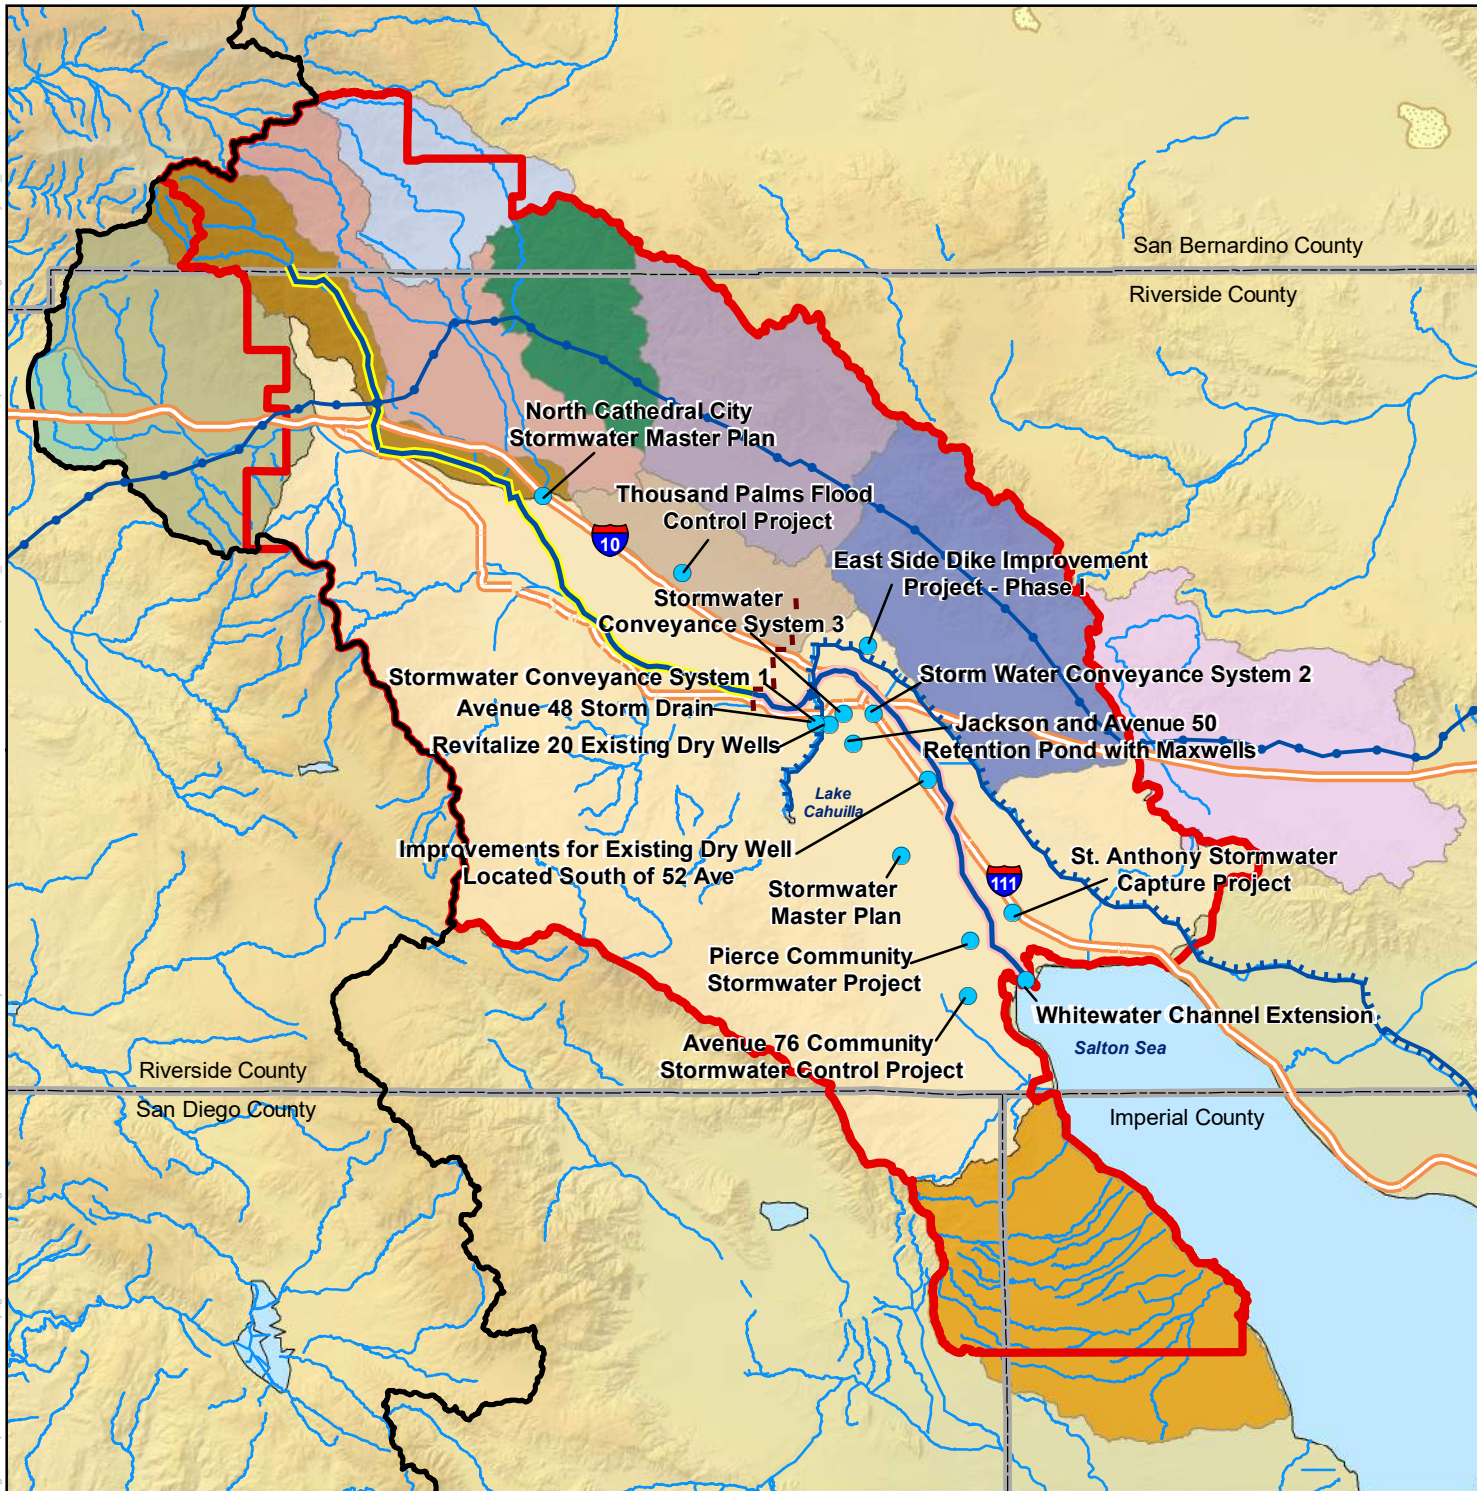 San Bernardino County
Riverside County
North Cathedral City
Stormwater Master Plan
Thousand Palms Flood
Control Project
10
East Side Dike Improvement
Project - Phase I
Stormwater
Conveyance System 3
Stormwater Conveyance System 1
Storm Water Conveyance System 2
Avenue 48 Storm Drain
Jackson and Avenue 50
Retention Pond with Maxwells
Revitalize 20 Existing Dry Wells
Lake
Cahuilla
Improvements for Existing Dry Well
Located South of 52 Ave
St. Anthony Stormwater
Capture Project
111
Stormwater
Master Plan
Pierce Community
Stormwater Project
Whitewater Channel Extension
Avenue 76 Community
Stormwater Control Project
Salton Sea
Riverside County
San Diego County
Imperial County